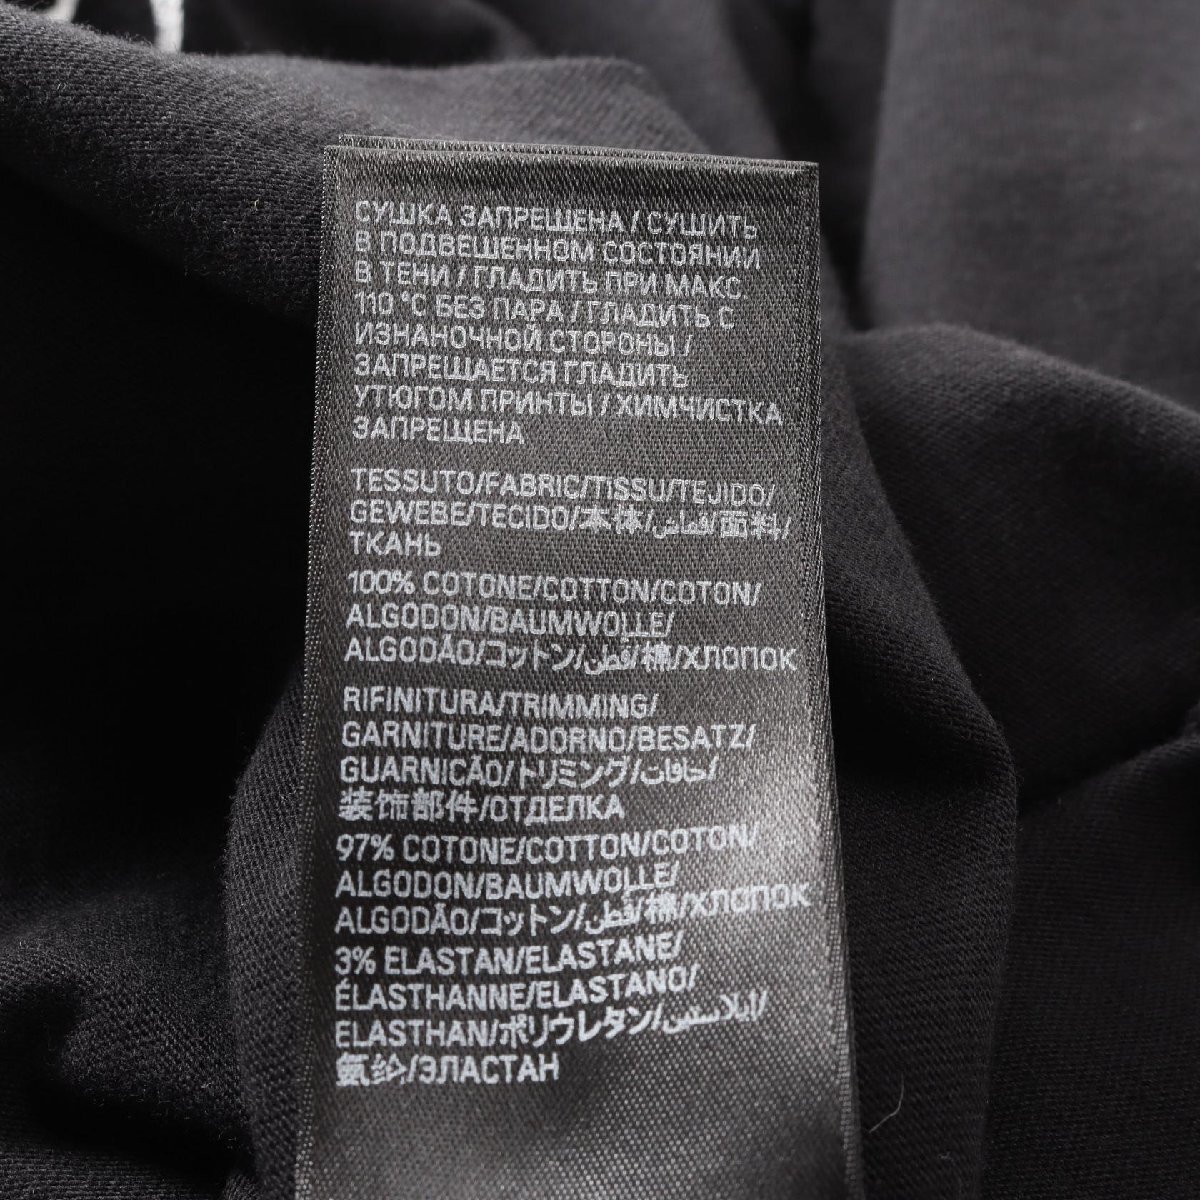 СУШКА ЗАПРЕЩЕНА / СУШИТЬ
В ПОДВЕШЕННОМ СОСТОЯНИИ
В ТЕНИ / ГЛАДИТЬ ПРИ МАКС.
110 °C БЕЗ ПАРА / ГЛАДИТЬ С
ИЗНАНОЧНОЙ СТОРОНЫ /
ЗАПРЕЩАЕТСЯ ГЛАДИТЬ
УТЮГОМ ПРИНТЫ / ХИМЧИСТКА
ЗАПРЕЩЕНА
TESSUTO/FABRIC/TISSU/TEJIDO/
GEWEBE/TECIDO/本体/قماش/面料/
ТКАНЬ
100% COTONE/COTTON/COTON/
ALGODON/BAUMWOLLE/
ALGODÃO/コットン/قطن/棉/ХЛОПОК
RIFINITURA/TRIMMING/
GARNITURE/ADORNO/BESATZ/
GUARNICÃO/トリミング/حافات/
装饰部件/ОТДЕЛКА
97% COTONE/COTTON/COTON/
ALGODON/BAUMWOLLE/
ALGODÃO/コットン/قطن/棉/ХЛОПОК
3% ELASTAN/ELASTANE/
ÉLASTHANNE/ELASTANO/
ELASTHAN/ポリウレタン/إيلاستين/
氨纶/ЭЛАСТАН